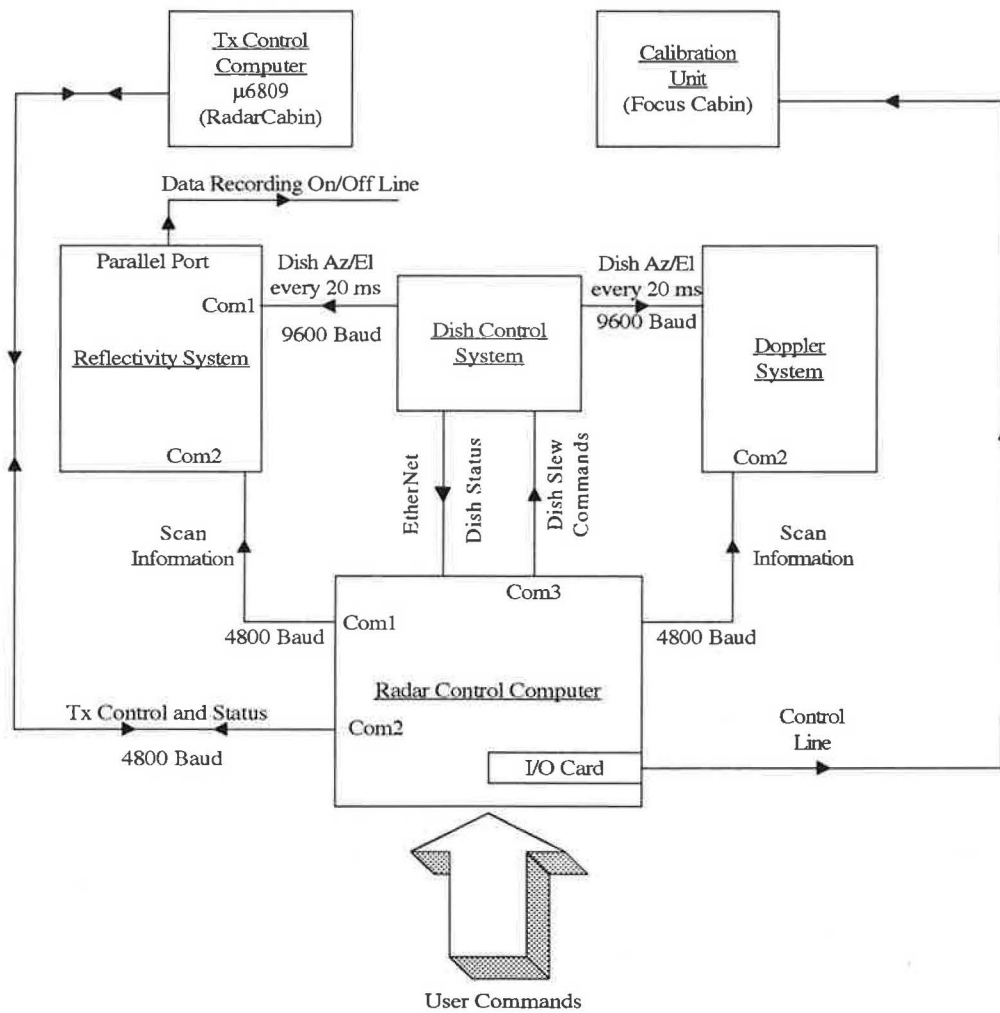 Tx Control
Computer
μ6809
(RadarCabin)
Calibration
Unit
(Focus Cabin)
Data Recording On/Off Line
Parallel Port
Com1
Reflectivity System
Com2
Dish Az/El
every 20 ms
9600 Baud
Dish Control
System
Dish Az/El
every 20 ms
9600 Baud
Doppler
System
Com2
EtherNet
Dish Status
Dish Slew
Commands
Scan
Information
4800 Baud
Scan
Information
4800 Baud
Com3
Com1
Radar Control Computer
Com2
I/O Card
Tx Control and Status
4800 Baud
Control
Line
User Commands